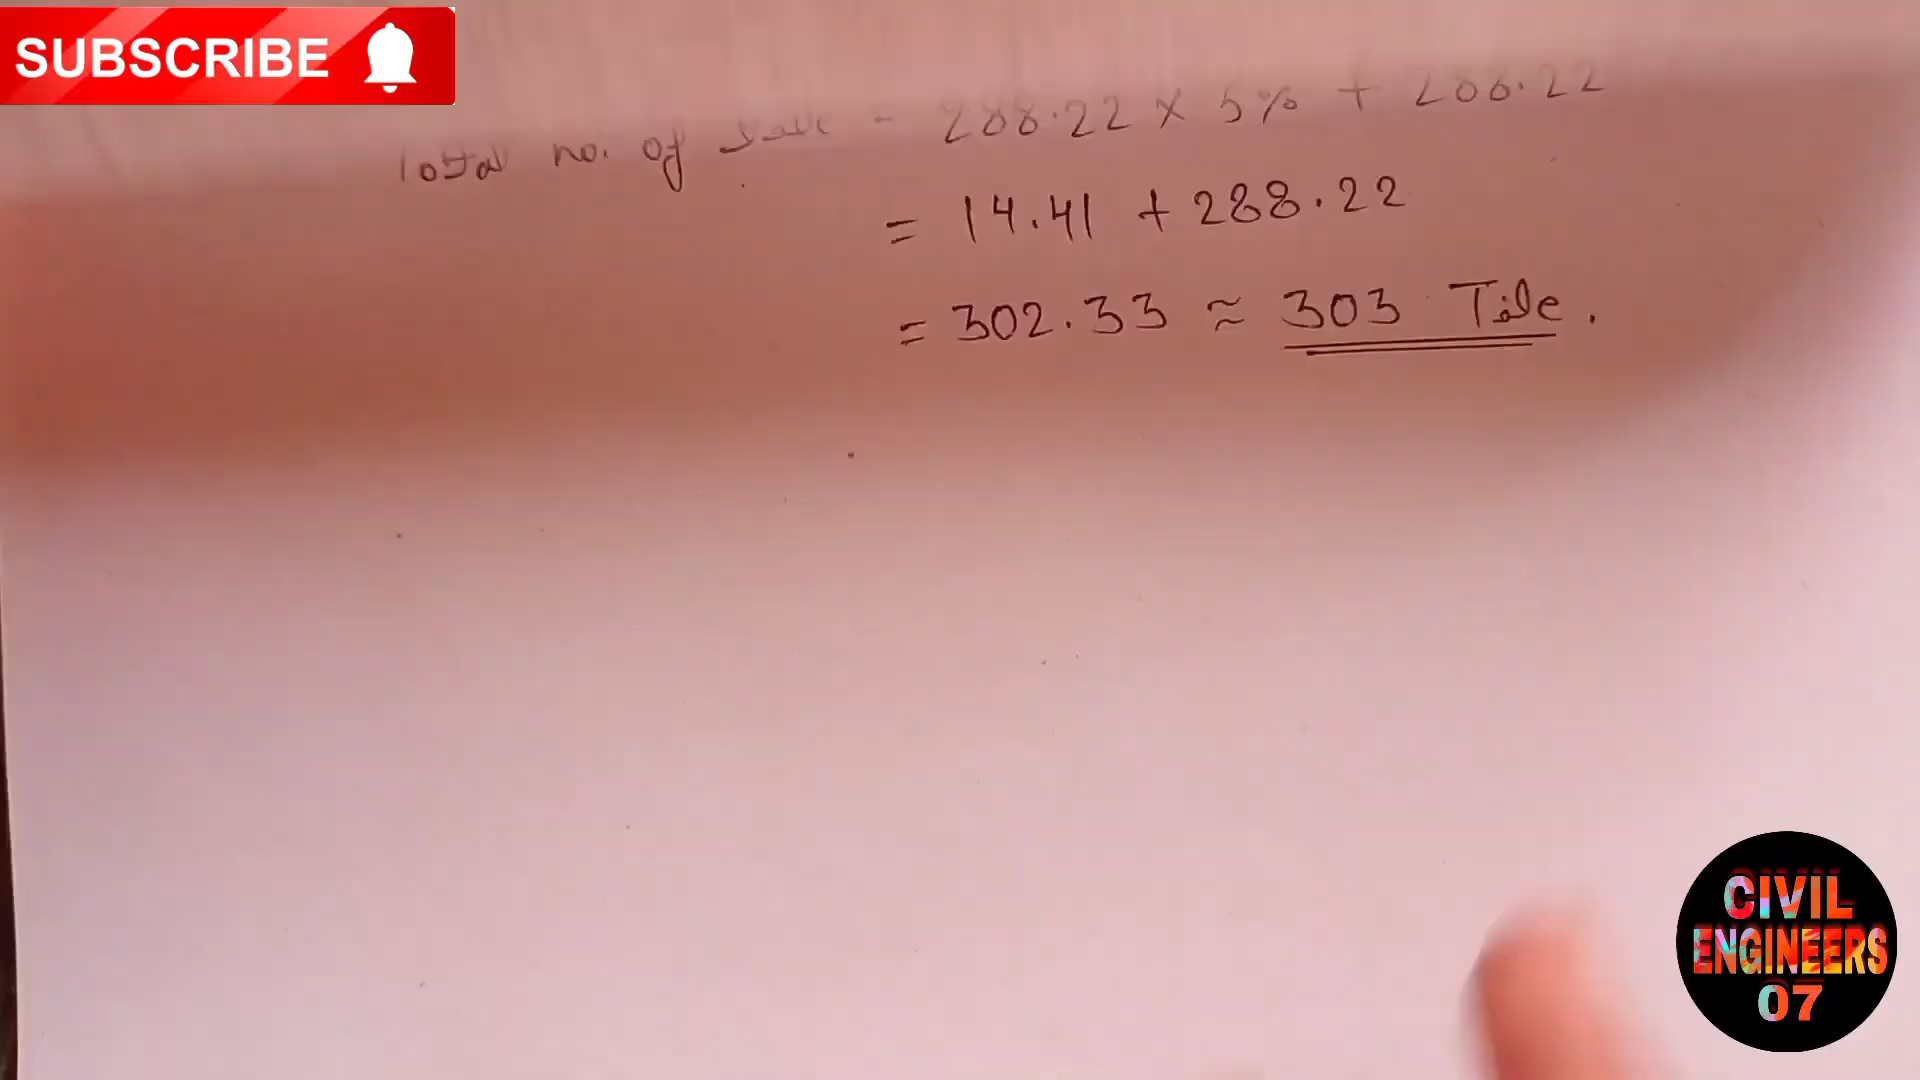 SUBSCRIBE
Total no. of Tile = 288.22 × 5% + 288.22
= 14.41 + 288.22
= 302.33 ≈ 303 Tile.
CIVIL
ENGINEERS
07